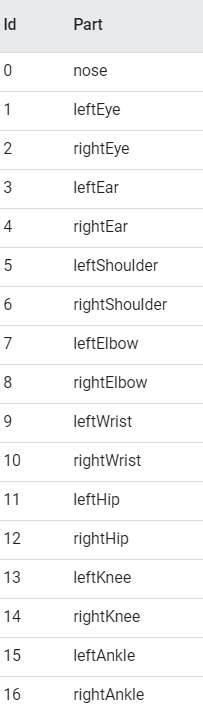 Id Part
0 nose
1 leftEye
2 rightEye
3 leftEar
4 rightEar
5 leftShoulder
6 rightShoulder
7 leftElbow
8 rightElbow
9 leftWrist
10 rightWrist
11 leftHip
12 rightHip
13 leftKnee
14 rightKnee
15 leftAnkle
16 rightAnkle